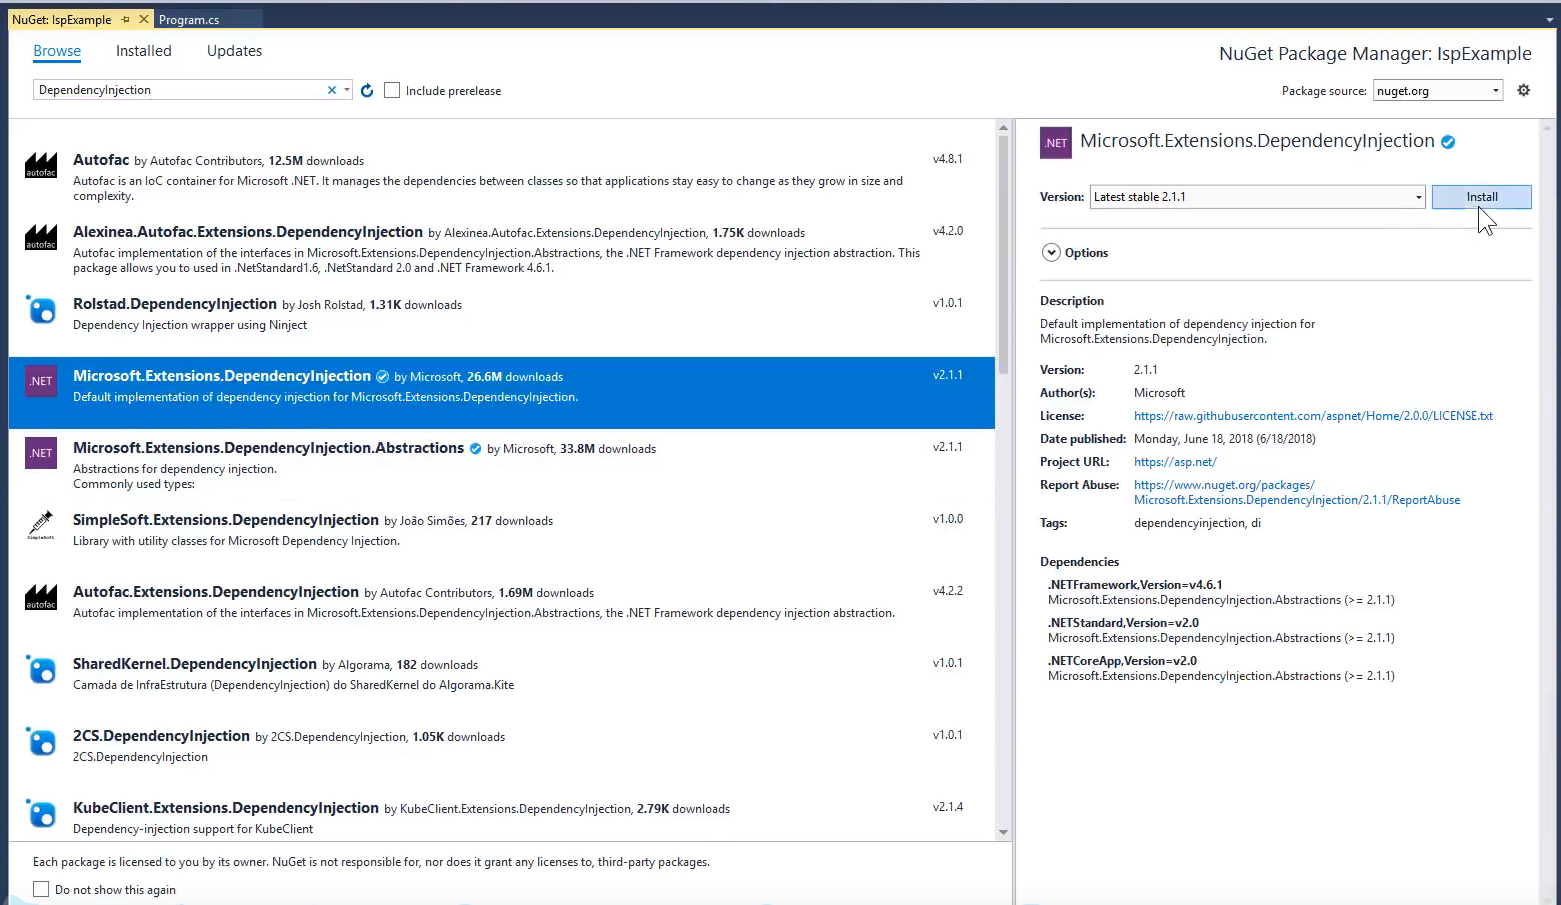 NuGet: IspExample
Program.cs
Browse
Installed
Updates
NuGet Package Manager: IspExample
DependencyInjection
Include prerelease
Package source:
nuget.org
autofac
Autofac by Autofac Contributors, 12.5M downloads
v4.8.1
Autofac is an IoC container for Microsoft .NET. It manages the dependencies between classes so that applications stay easy to change as they grow in size and
complexity.
autofac
Alexinea.Autofac.Extensions.DependencyInjection by Alexinea.Autofac.Extensions.DependencyInjection, 1.75K downloads
v4.2.0
Autofac implementation of the interfaces in Microsoft.Extensions.DependencyInjection.Abstractions, the .NET Framework dependency injection abstraction. This
package allows you to used in .NetStandard1.6, .NetStandard 2.0 and .NET Framework 4.6.1.
Rolstad.DependencyInjection by Josh Rolstad, 1.31K downloads
v1.0.1
Dependency Injection wrapper using Ninject
.NET
Microsoft.Extensions.DependencyInjection by Microsoft, 26.6M downloads
v2.1.1
Default implementation of dependency injection for Microsoft.Extensions.DependencyInjection.
.NET
Microsoft.Extensions.DependencyInjection.Abstractions by Microsoft, 33.8M downloads
v2.1.1
Abstractions for dependency injection.
Commonly used types:
SimpleSoft
SimpleSoft.Extensions.DependencyInjection by João Simões, 217 downloads
v1.0.0
Library with utility classes for Microsoft Dependency Injection.
autofac
Autofac.Extensions.DependencyInjection by Autofac Contributors, 1.69M downloads
v4.2.2
Autofac implementation of the interfaces in Microsoft.Extensions.DependencyInjection.Abstractions, the .NET Framework dependency injection abstraction.
SharedKernel.DependencyInjection by Algorama, 182 downloads
v1.0.1
Camada de InfraEstrutura (DependencyInjection) do SharedKernel do Algorama.Kite
2CS.DependencyInjection by 2CS.DependencyInjection, 1.05K downloads
v1.0.1
2CS.DependencyInjection
KubeClient.Extensions.DependencyInjection by KubeClient.Extensions.DependencyInjection, 2.79K downloads
v2.1.4
Dependency-injection support for KubeClient
Each package is licensed to you by its owner. NuGet is not responsible for, nor does it grant any licenses to, third-party packages.
Do not show this again
.NET
Microsoft.Extensions.DependencyInjection
Version: Latest stable 2.1.1
Install
Options
Description
Default implementation of dependency injection for
Microsoft.Extensions.DependencyInjection.
Version: 2.1.1
Author(s): Microsoft
License: https://raw.githubusercontent.com/aspnet/Home/2.0.0/LICENSE.txt
Date published: Monday, June 18, 2018 (6/18/2018)
Project URL: https://asp.net/
Report Abuse: https://www.nuget.org/packages/
Microsoft.Extensions.DependencyInjection/2.1.1/ReportAbuse
Tags: dependencyinjection, di
Dependencies
.NETFramework,Version=v4.6.1
Microsoft.Extensions.DependencyInjection.Abstractions (>= 2.1.1)
.NETStandard,Version=v2.0
Microsoft.Extensions.DependencyInjection.Abstractions (>= 2.1.1)
.NETCoreApp,Version=v2.0
Microsoft.Extensions.DependencyInjection.Abstractions (>= 2.1.1)